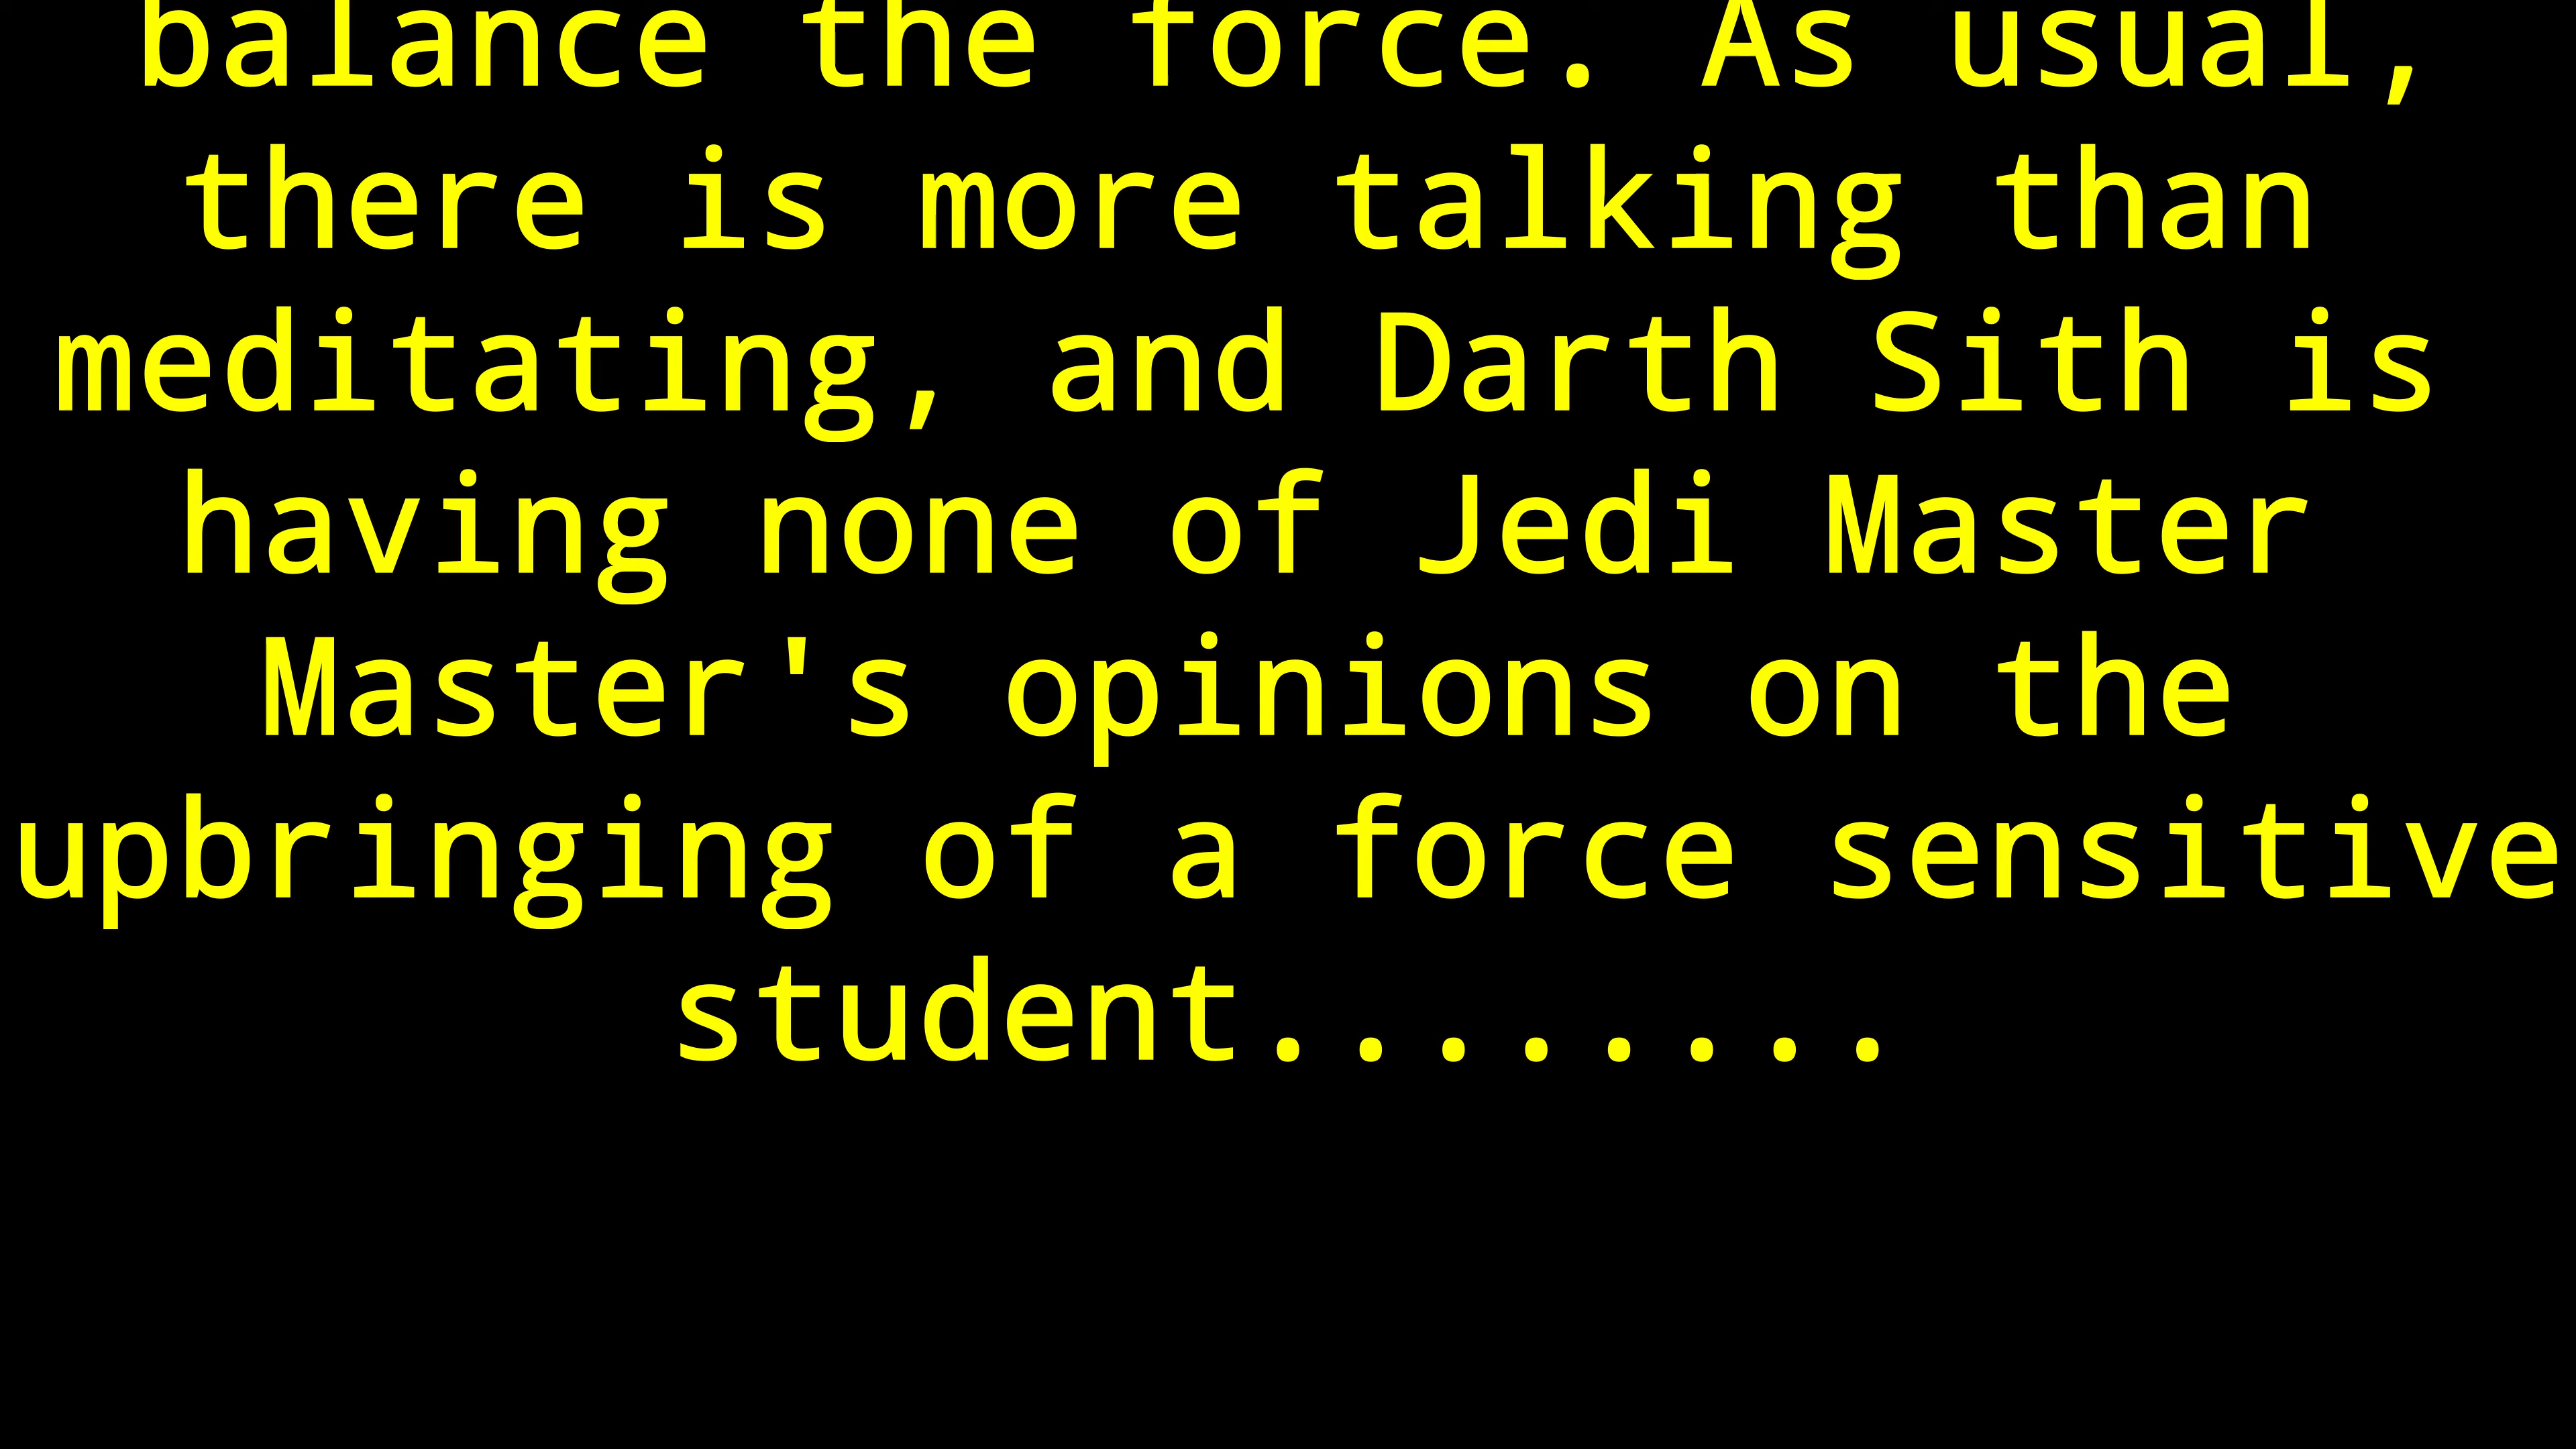 balance the force. As usual,
there is more talking than
meditating, and Darth Sith is
having none of Jedi Master
Master's opinions on the
upbringing of a force sensitive
student........